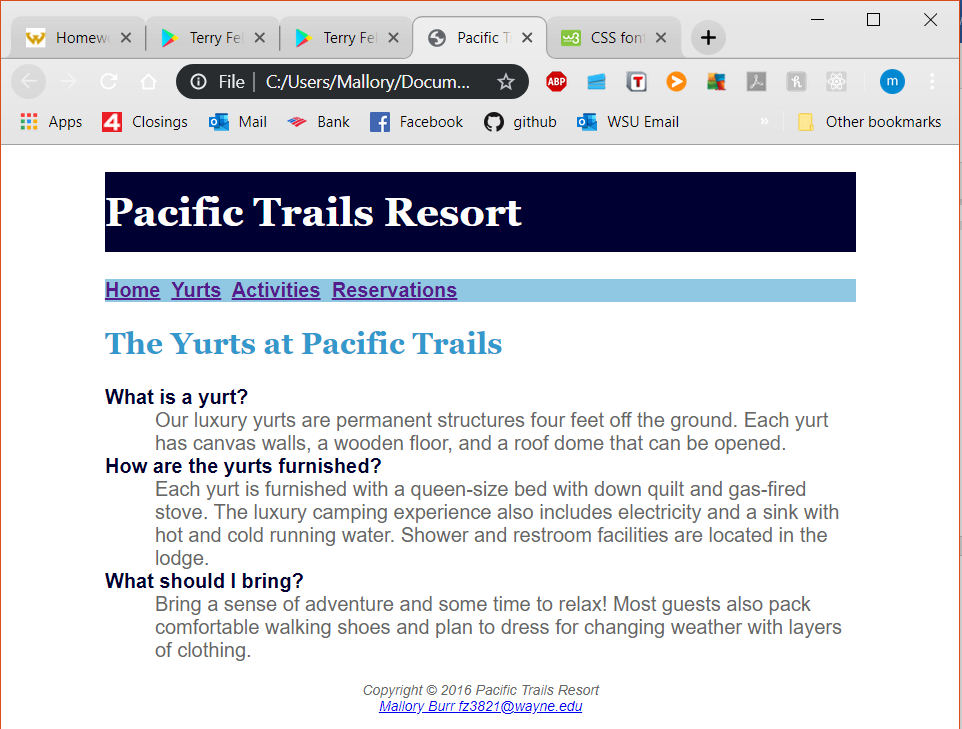 Homew
Terry Fel
Terry Fel
Pacific T
CSS font
File
C:/Users/Mallory/Docum...
ABP
T
m
Apps
4
Closings
Mail
Bank
Facebook
github
WSU Email
»
Other bookmarks
Pacific Trails Resort
Home Yurts Activities Reservations
The Yurts at Pacific Trails
What is a yurt?
Our luxury yurts are permanent structures four feet off the ground. Each yurt
has canvas walls, a wooden floor, and a roof dome that can be opened.
How are the yurts furnished?
Each yurt is furnished with a queen-size bed with down quilt and gas-fired
stove. The luxury camping experience also includes electricity and a sink with
hot and cold running water. Shower and restroom facilities are located in the
lodge.
What should I bring?
Bring a sense of adventure and some time to relax! Most guests also pack
comfortable walking shoes and plan to dress for changing weather with layers
of clothing.
Copyright © 2016 Pacific Trails Resort
Mallory Burr fz3821@wayne.edu